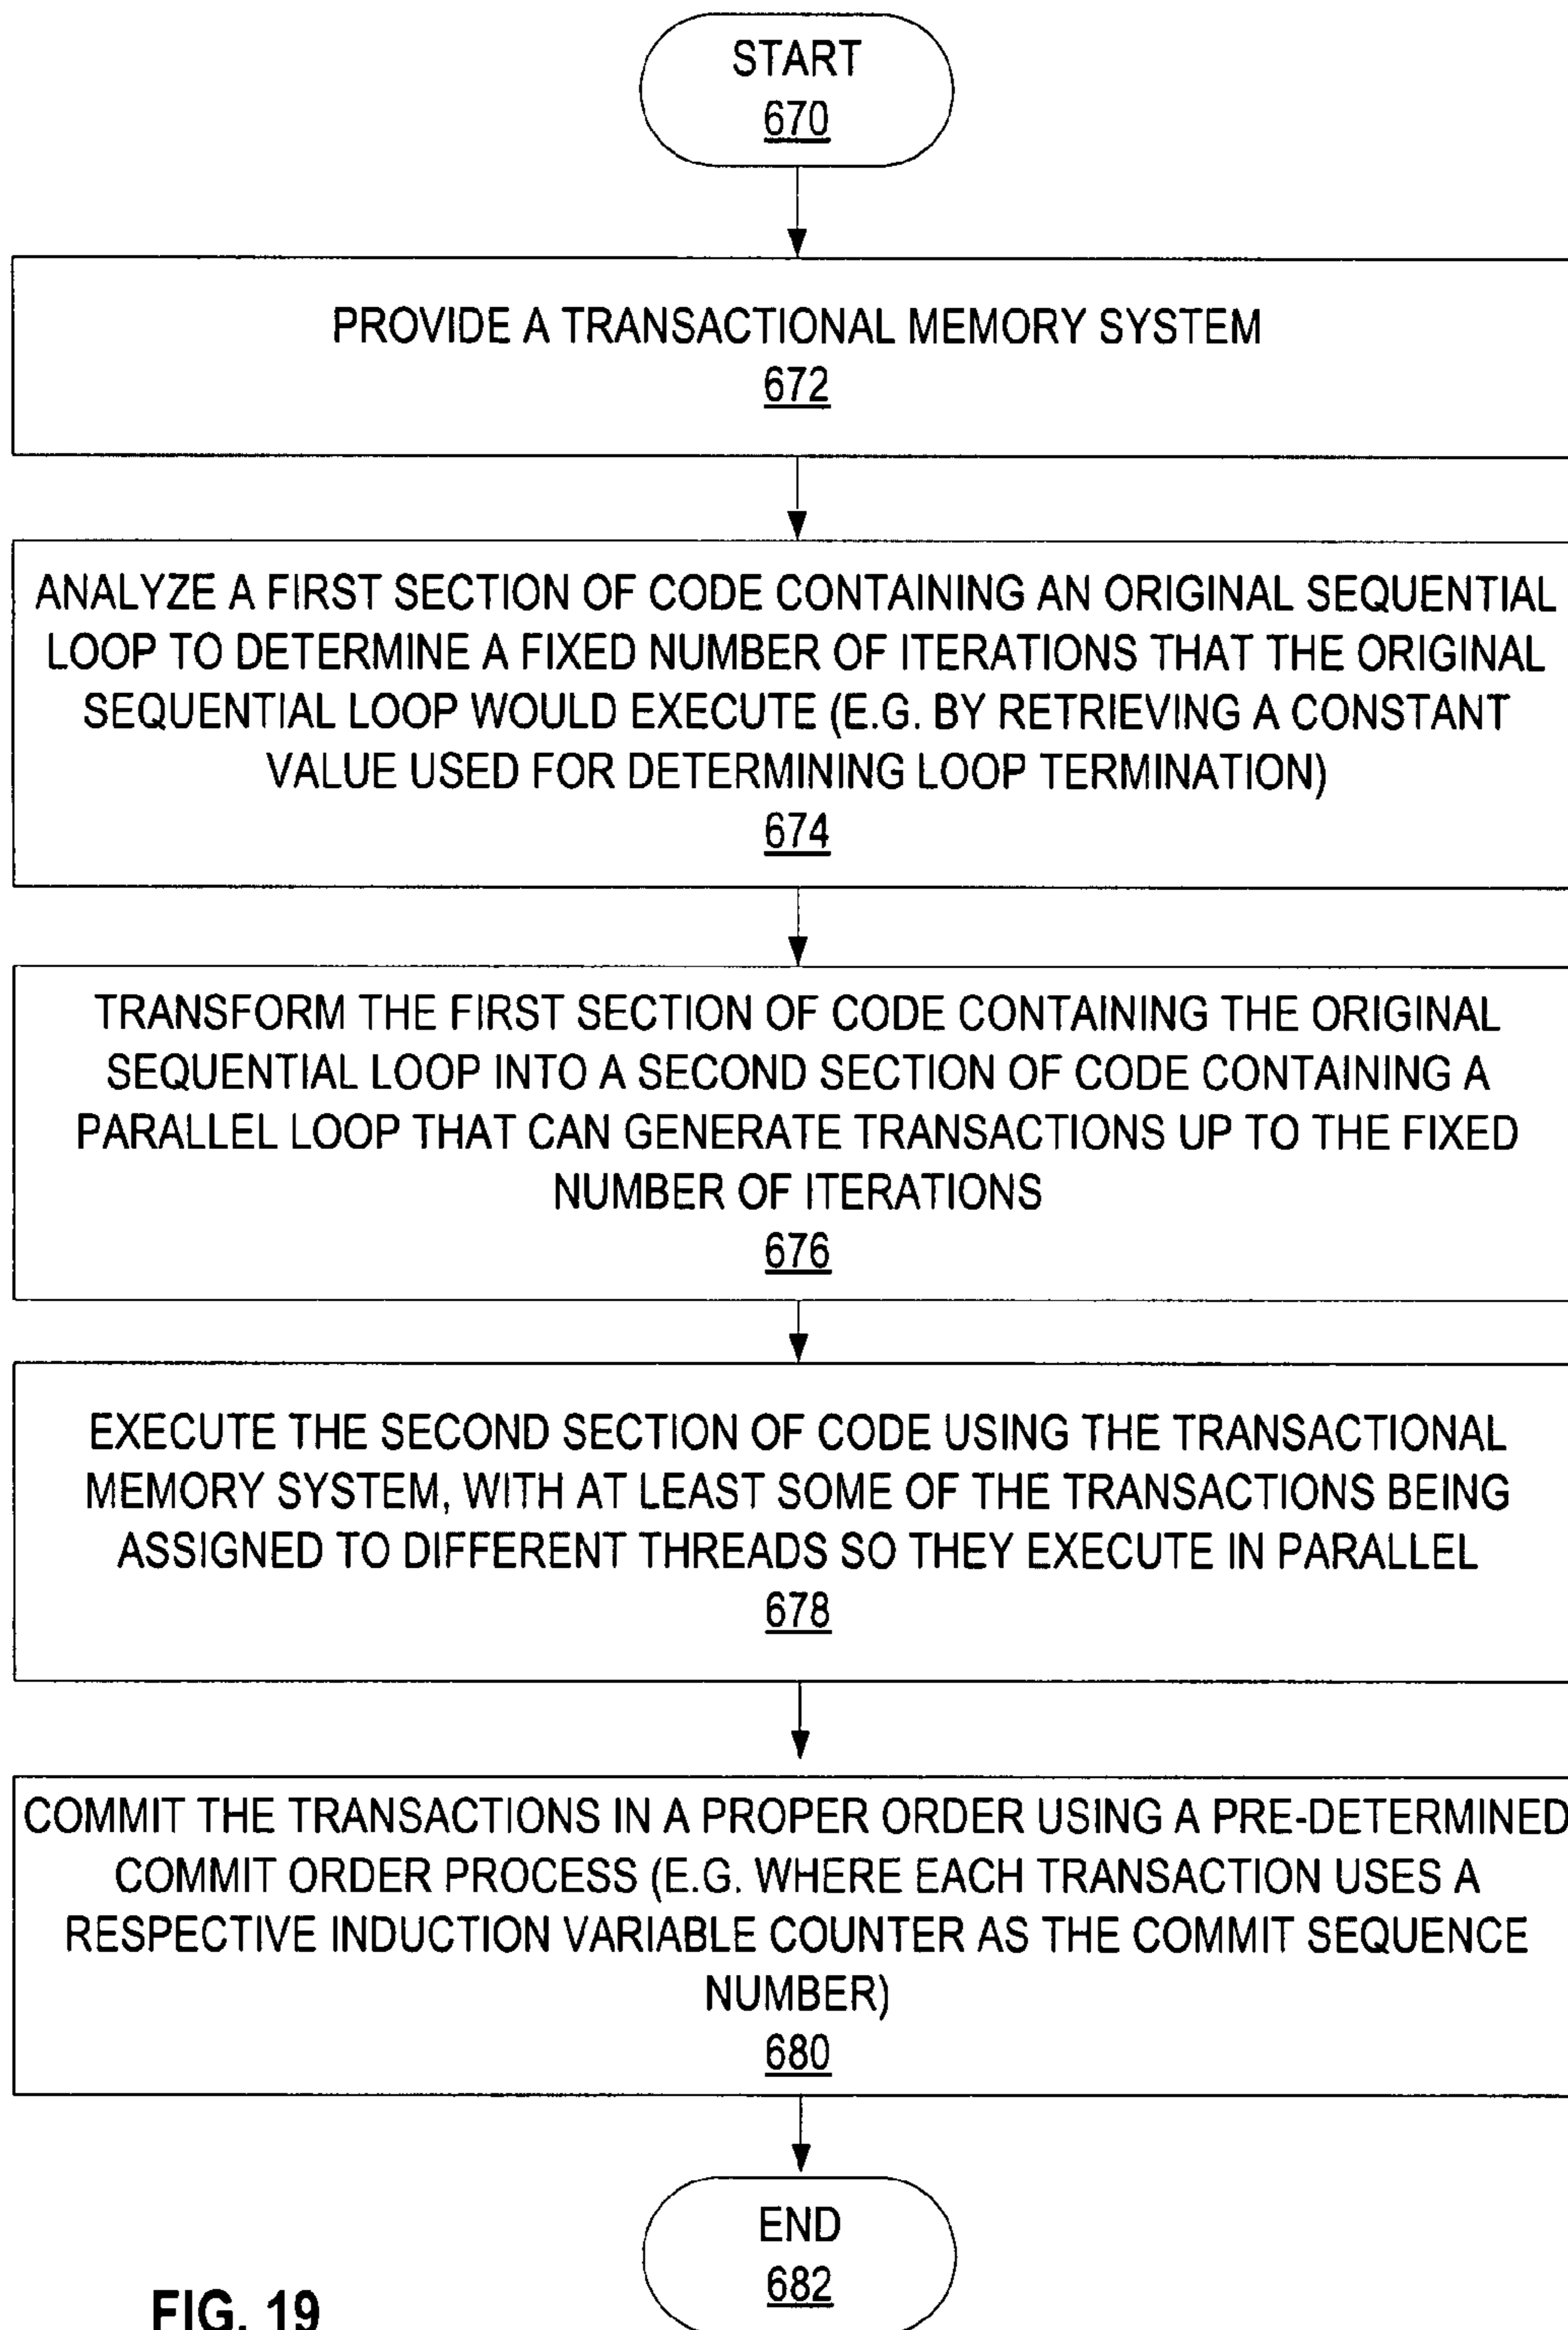 START
670
PROVIDE A TRANSACTIONAL MEMORY SYSTEM
672
ANALYZE A FIRST SECTION OF CODE CONTAINING AN ORIGINAL SEQUENTIAL
LOOP TO DETERMINE A FIXED NUMBER OF ITERATIONS THAT THE ORIGINAL
SEQUENTIAL LOOP WOULD EXECUTE (E.G. BY RETRIEVING A CONSTANT
VALUE USED FOR DETERMINING LOOP TERMINATION)
674
TRANSFORM THE FIRST SECTION OF CODE CONTAINING THE ORIGINAL
SEQUENTIAL LOOP INTO A SECOND SECTION OF CODE CONTAINING A
PARALLEL LOOP THAT CAN GENERATE TRANSACTIONS UP TO THE FIXED
NUMBER OF ITERATIONS
676
EXECUTE THE SECOND SECTION OF CODE USING THE TRANSACTIONAL
MEMORY SYSTEM, WITH AT LEAST SOME OF THE TRANSACTIONS BEING
ASSIGNED TO DIFFERENT THREADS SO THEY EXECUTE IN PARALLEL
678
COMMIT THE TRANSACTIONS IN A PROPER ORDER USING A PRE-DETERMINED
COMMIT ORDER PROCESS (E.G. WHERE EACH TRANSACTION USES A
RESPECTIVE INDUCTION VARIABLE COUNTER AS THE COMMIT SEQUENCE
NUMBER)
680
END
682
FIG. 19